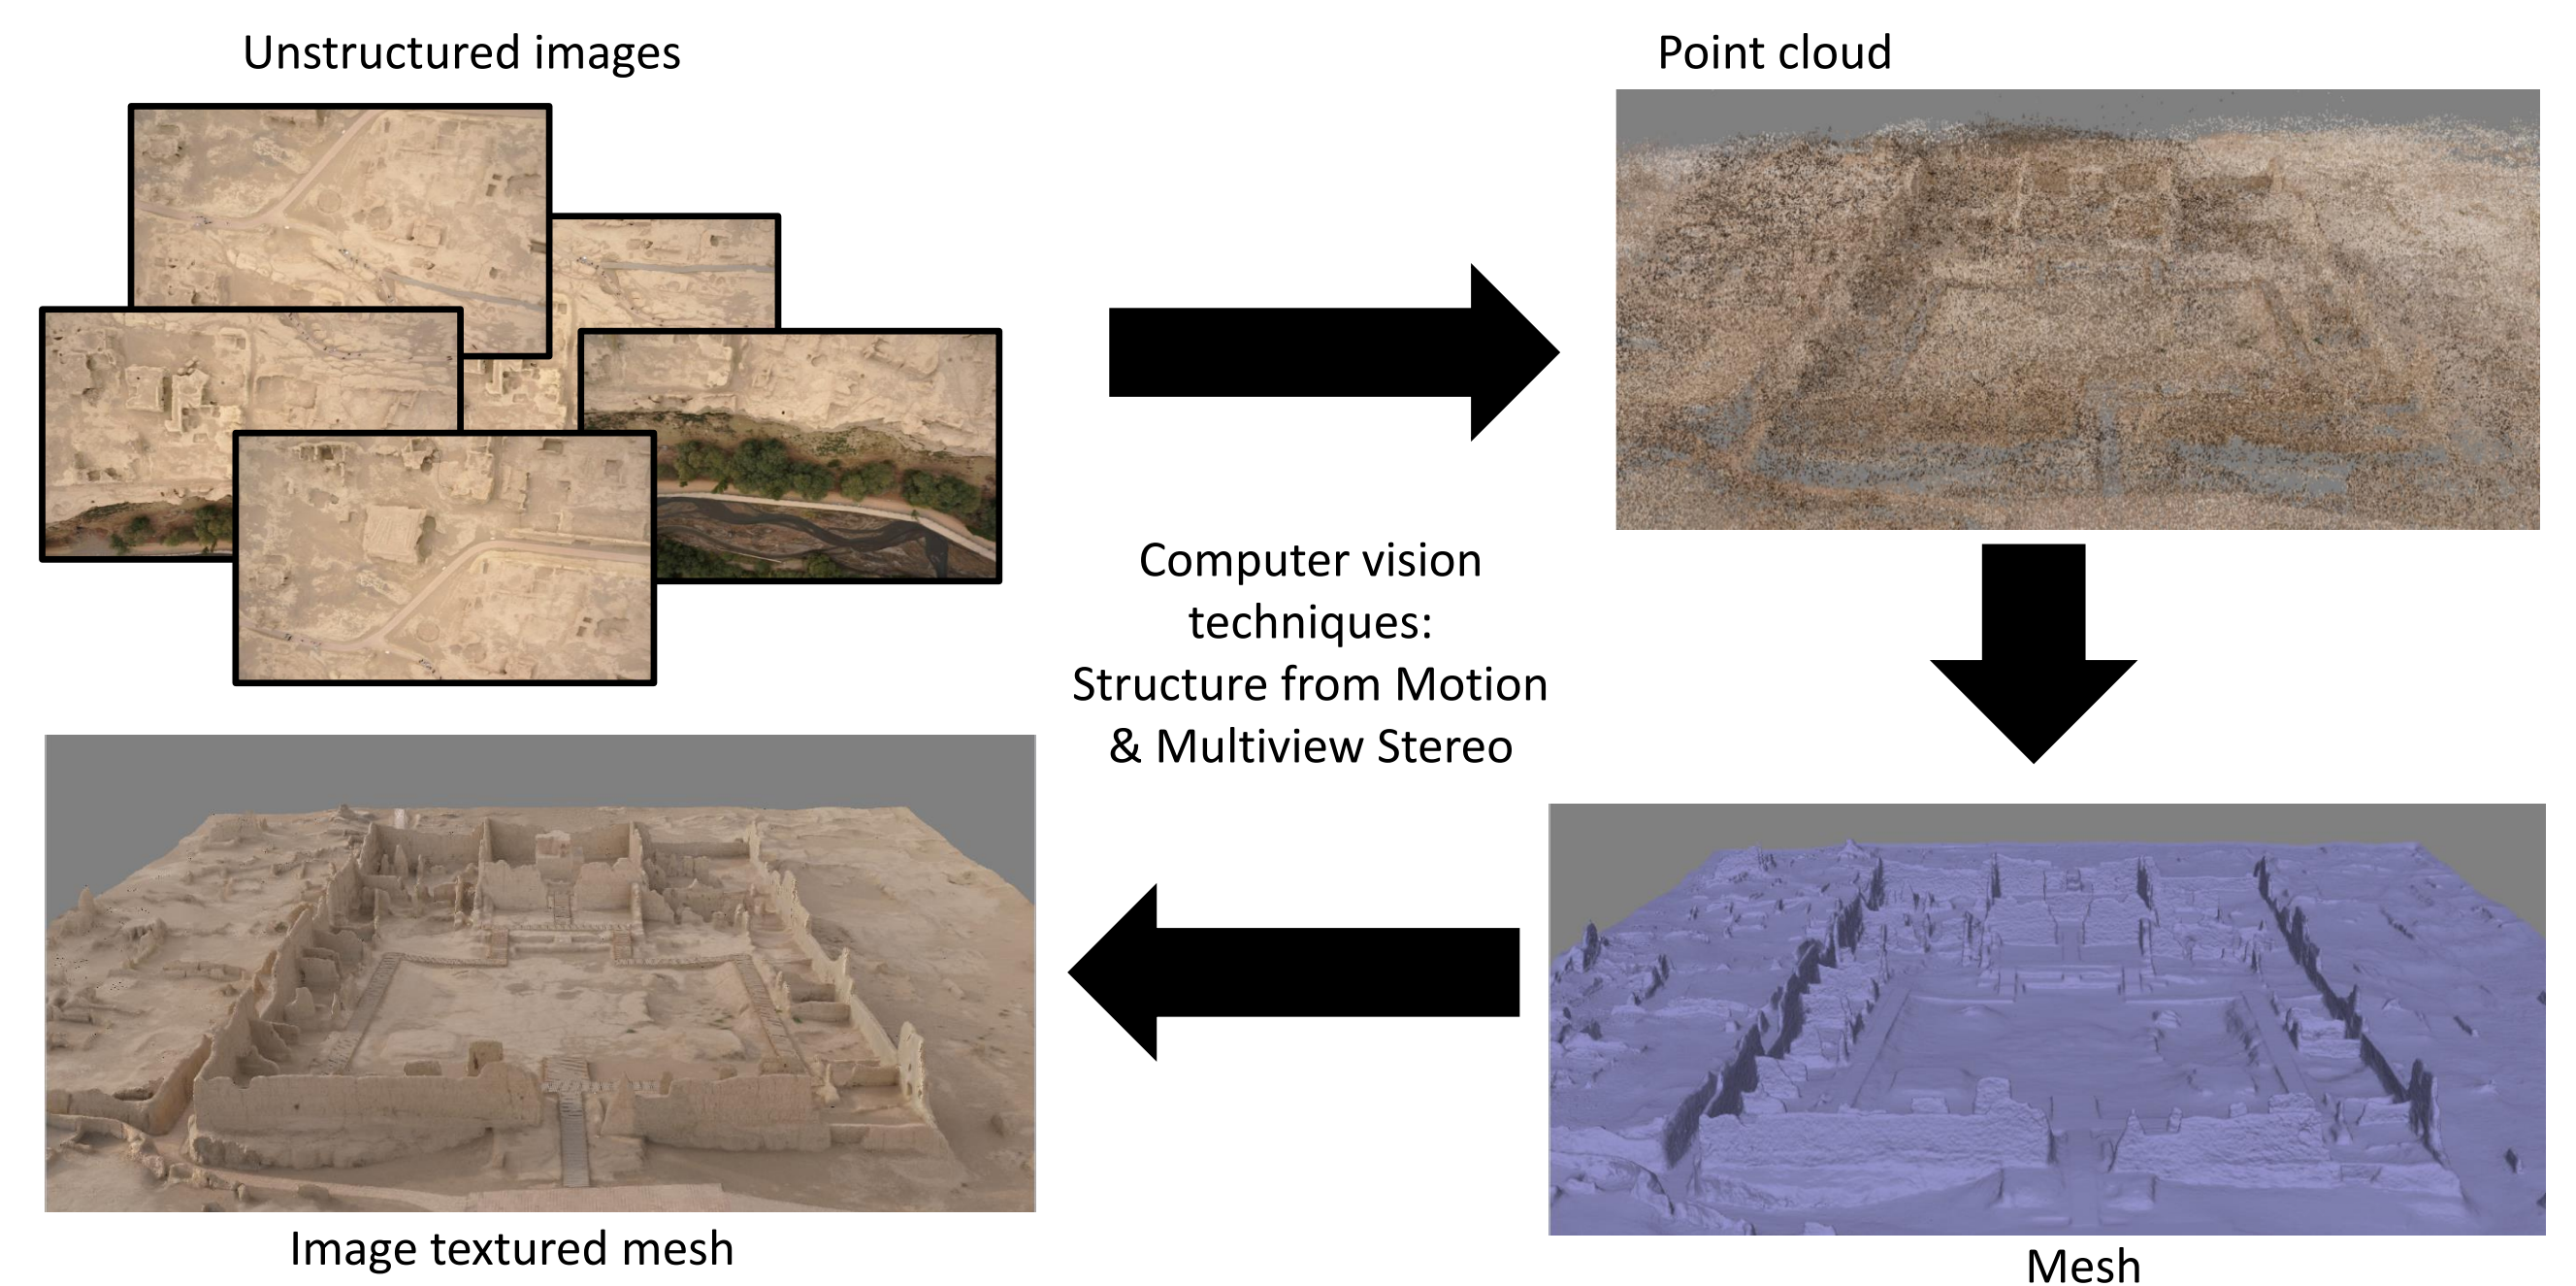 Unstructured images
Point cloud
Computer vision
techniques:
Structure from Motion
& Multiview Stereo
Image textured mesh
Mesh